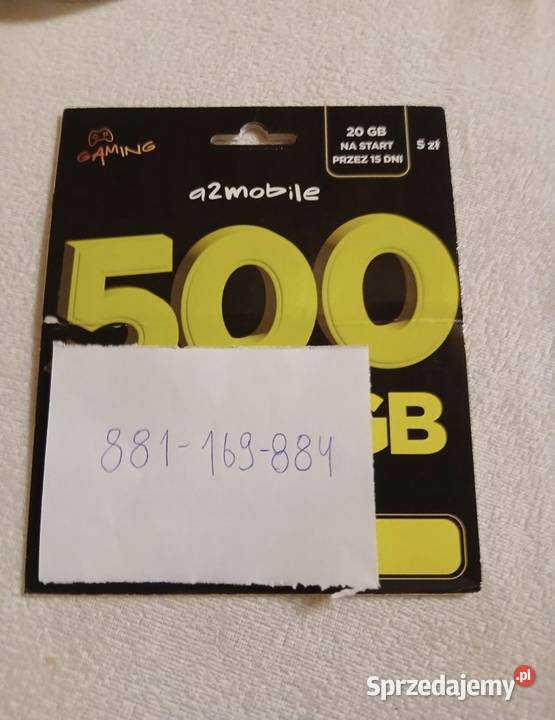 GAMING
20 GB
NA START
PRZEZ 15 DNI
5 zł
a2mobile
500
GB
881-169-884
Sprzedajemy.pl